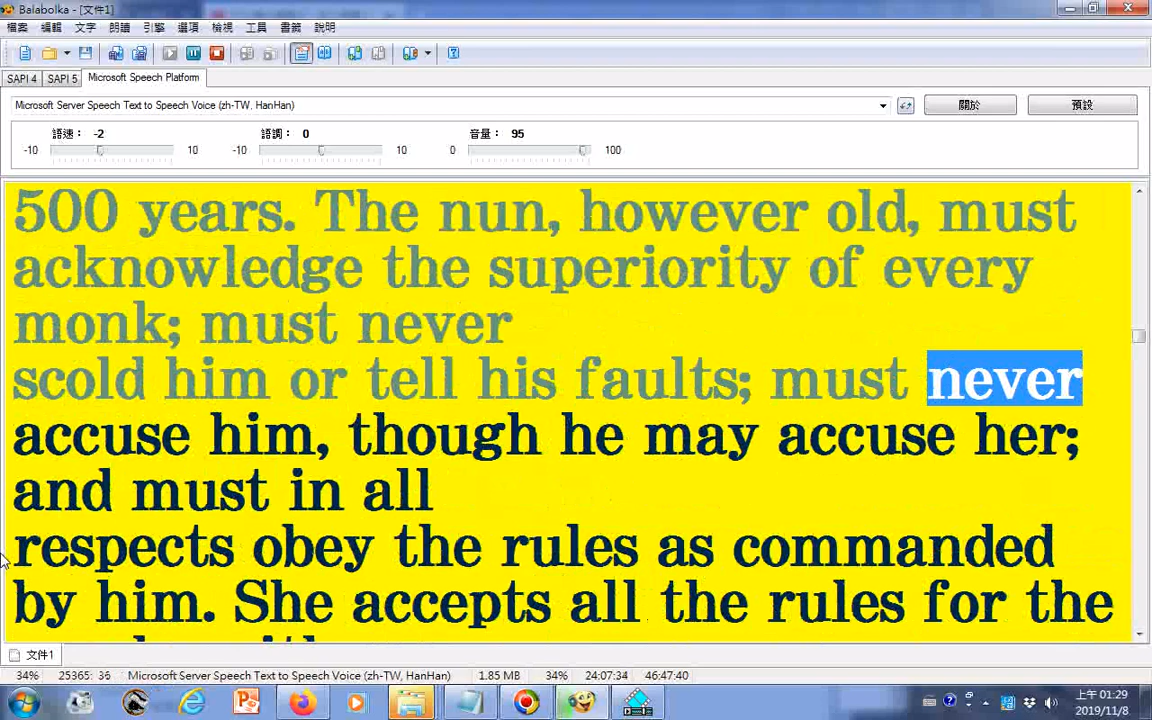 Balabolka - [文件1]
檔案 編輯 文字 朗讀 引擎 選項 檢視 工具 書籤 說明
SAPI 4 SAPI 5 Microsoft Speech Platform
Microsoft Server Speech Text to Speech Voice (zh-TW, HanHan) 關於 預設
語速: -2 語調: 0 音量: 95
-10 10 -10 10 0 100
500 years. The nun, however old, must
acknowledge the superiority of every
monk; must never
scold him or tell his faults; must never
accuse him, though he may accuse her;
and must in all
respects obey the rules as commanded
by him. She accepts all the rules for the
文件1
34% 25365: 36 Microsoft Server Speech Text to Speech Voice (zh-TW, HanHan) 1.85 MB 34% 24:07:34 46:47:40
上午 01:29
2019/11/8